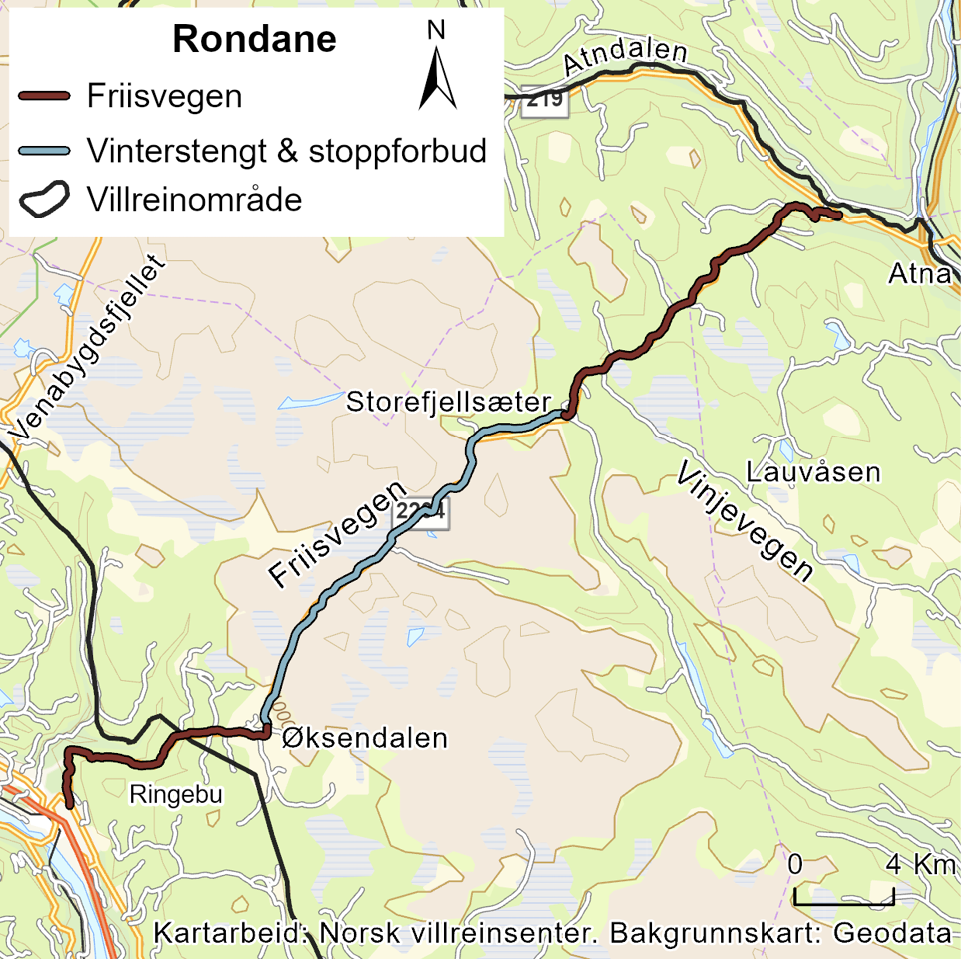 Rondane
N
Friisvegen
Vinterstengt & stoppforbud
Villreinområde
Atndalen
219
Atna
Venabygdsfjellet
Storefjellsæter
Lauvåsen
Vinjevegen
Friisvegen
Øksendalen
Ringebu
0 4 Km
Kartarbeid: Norsk villreinsenter. Bakgrunnskart: Geodata